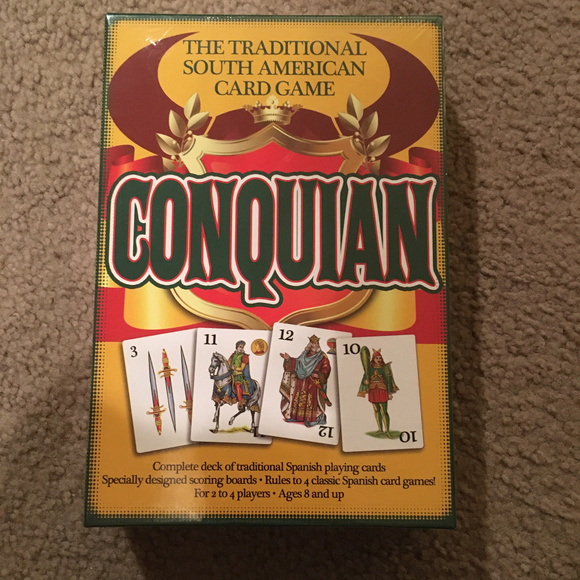 THE TRADITIONAL
SOUTH AMERICAN
CARD GAME
CONQUIAN
3
11
12
12
10
10
Complete deck of traditional Spanish playing cards
Specially designed scoring boards • Rules to 4 classic Spanish card games!
For 2 to 4 players • Ages 8 and up